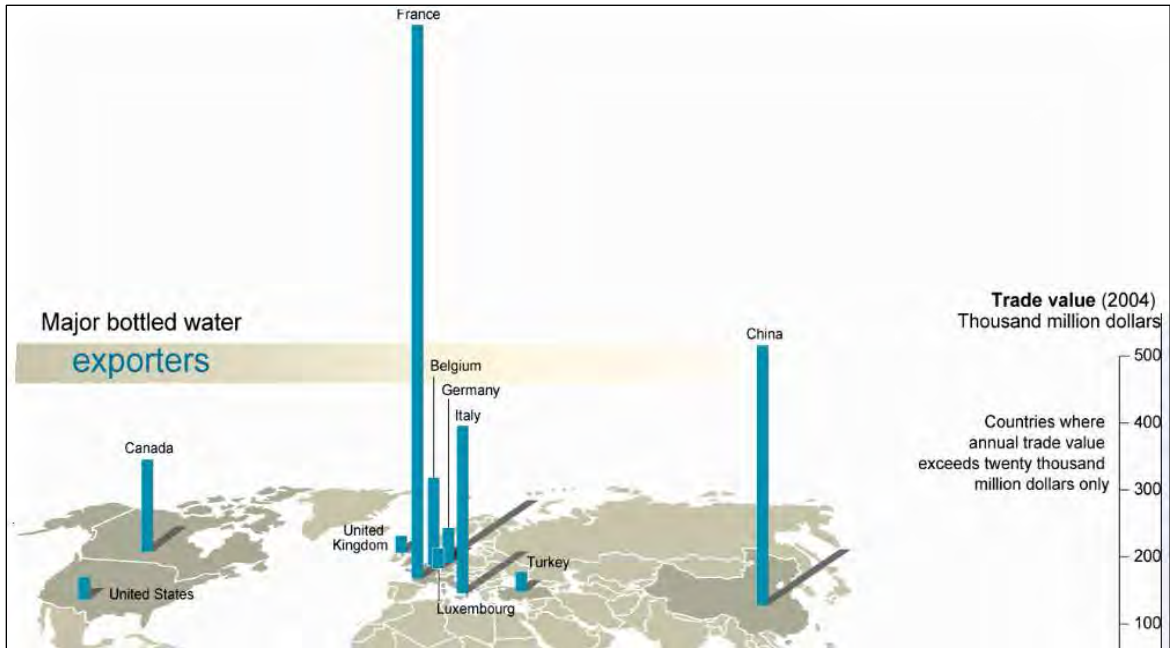 France
Major bottled water
exporters
Trade value (2004)
Thousand million dollars
China
500
Belgium
Germany
Italy
400
Countries where
annual trade value
exceeds twenty thousand
million dollars only
Canada
300
United
Kingdom
200
Turkey
United States
Luxembourg
100